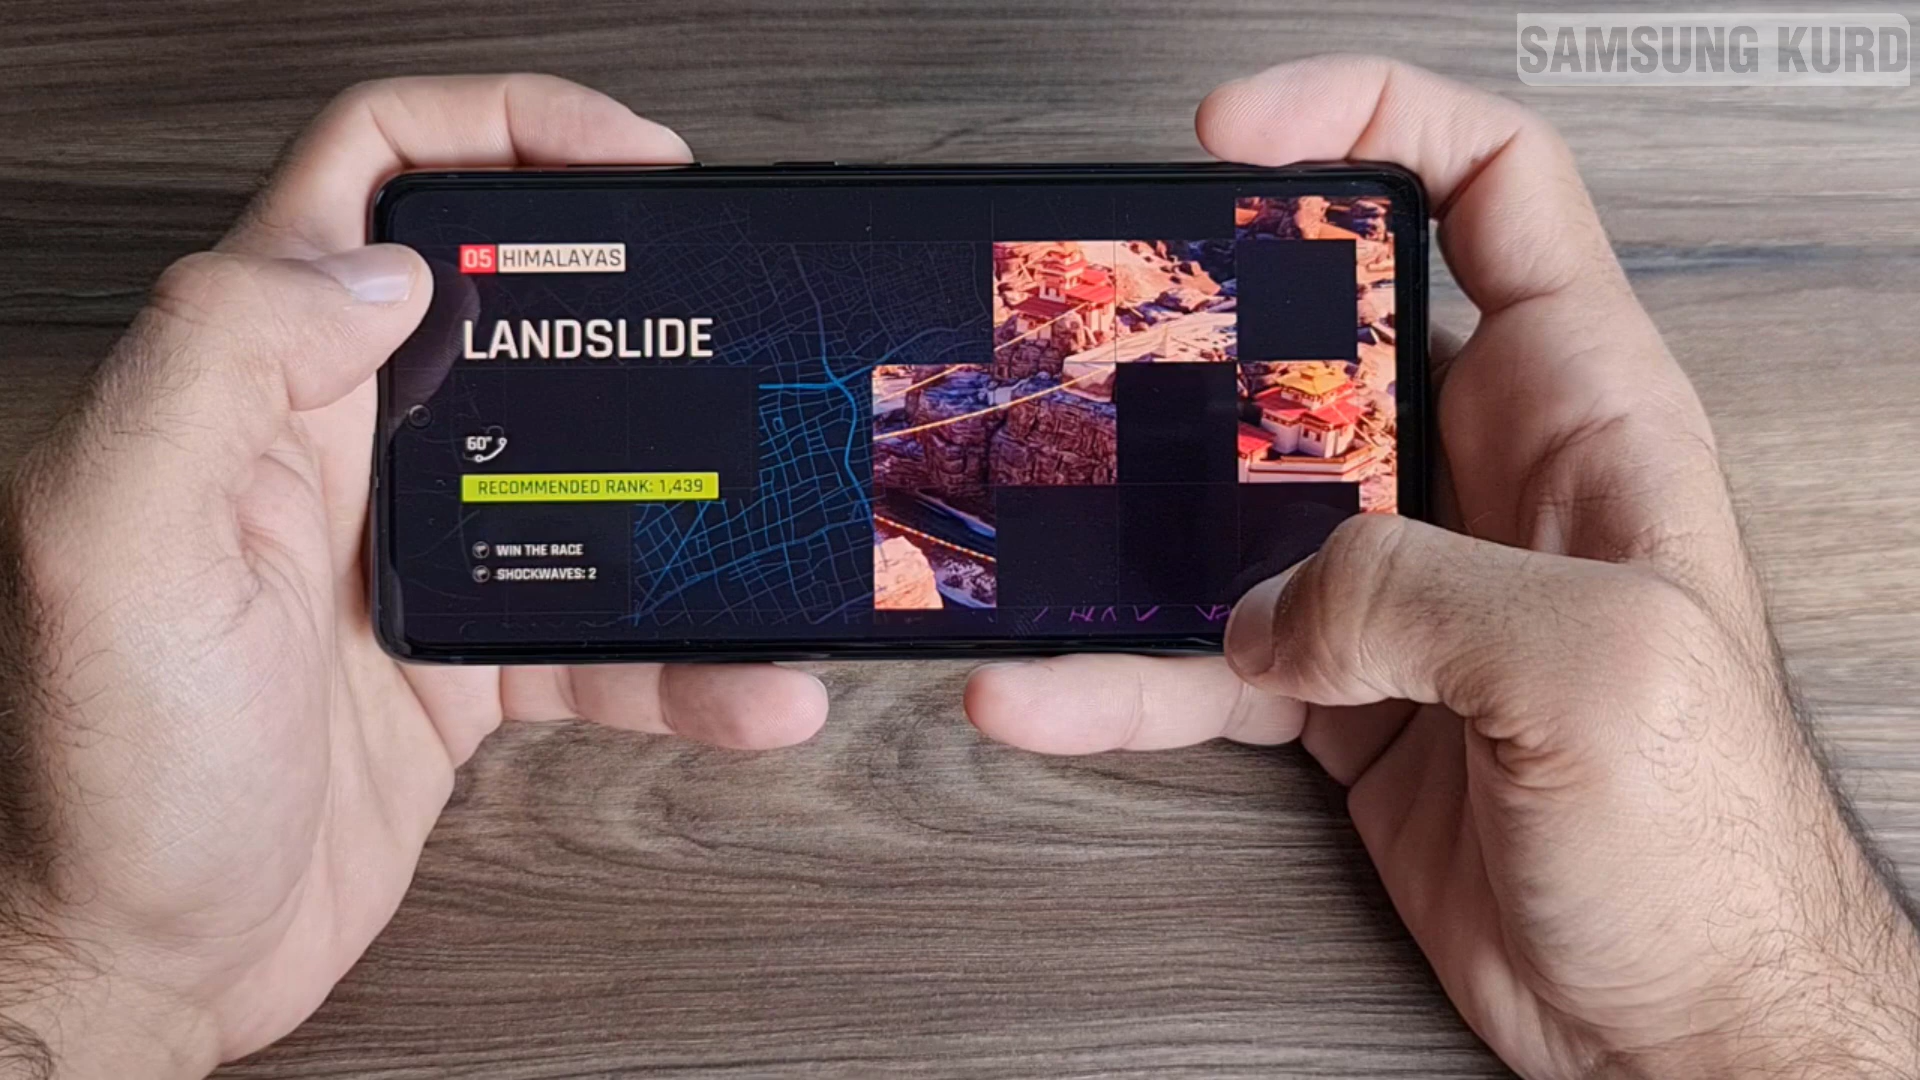 SAMSUNG KURD
05 HIMALAYAS
LANDSLIDE
60°
RECOMMENDED RANK: 1,439
WIN THE RACE
SHOCKWAVES: 2